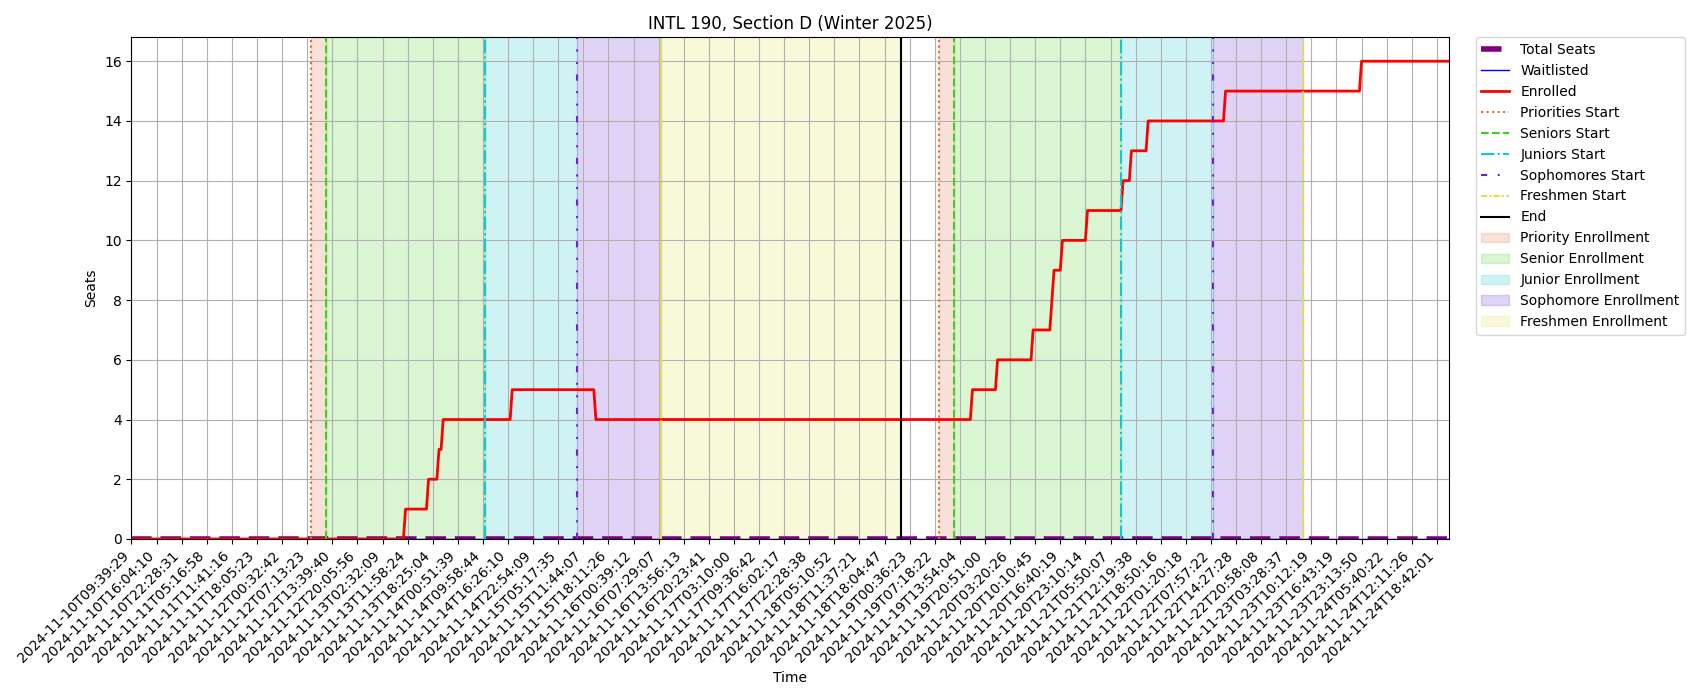 INTL 190, Section D (Winter 2025)
16
14
12
10
8
6
4
2
0
Seats
2024-11-10T09:39:29
2024-11-10T16:04:10
2024-11-10T22:28:31
2024-11-11T05:16:58
2024-11-11T11:41:16
2024-11-11T18:05:23
2024-11-12T00:32:42
2024-11-12T07:13:23
2024-11-12T13:39:40
2024-11-12T20:05:56
2024-11-13T02:32:09
2024-11-13T11:58:24
2024-11-13T18:25:04
2024-11-14T00:51:39
2024-11-14T09:58:44
2024-11-14T16:26:10
2024-11-14T22:54:09
2024-11-15T05:17:35
2024-11-15T11:44:07
2024-11-15T18:11:26
2024-11-16T00:39:12
2024-11-16T07:29:07
2024-11-16T13:56:13
2024-11-16T20:23:41
2024-11-17T03:10:00
2024-11-17T09:36:42
2024-11-17T16:02:17
2024-11-17T22:28:38
2024-11-18T05:10:52
2024-11-18T11:37:21
2024-11-18T18:04:47
2024-11-19T00:36:23
2024-11-19T07:18:22
2024-11-19T13:54:04
2024-11-19T20:51:00
2024-11-20T03:20:26
2024-11-20T10:10:45
2024-11-20T16:40:19
2024-11-20T23:10:14
2024-11-21T05:50:07
2024-11-21T12:19:38
2024-11-21T18:50:16
2024-11-22T01:20:18
2024-11-22T07:57:22
2024-11-22T14:27:28
2024-11-22T20:58:08
2024-11-23T03:28:37
2024-11-23T10:12:19
2024-11-23T16:43:19
2024-11-23T23:13:50
2024-11-24T05:40:22
2024-11-24T12:11:26
2024-11-24T18:42:01
Time
Total Seats
Waitlisted
Enrolled
Priorities Start
Seniors Start
Juniors Start
Sophomores Start
Freshmen Start
End
Priority Enrollment
Senior Enrollment
Junior Enrollment
Sophomore Enrollment
Freshmen Enrollment